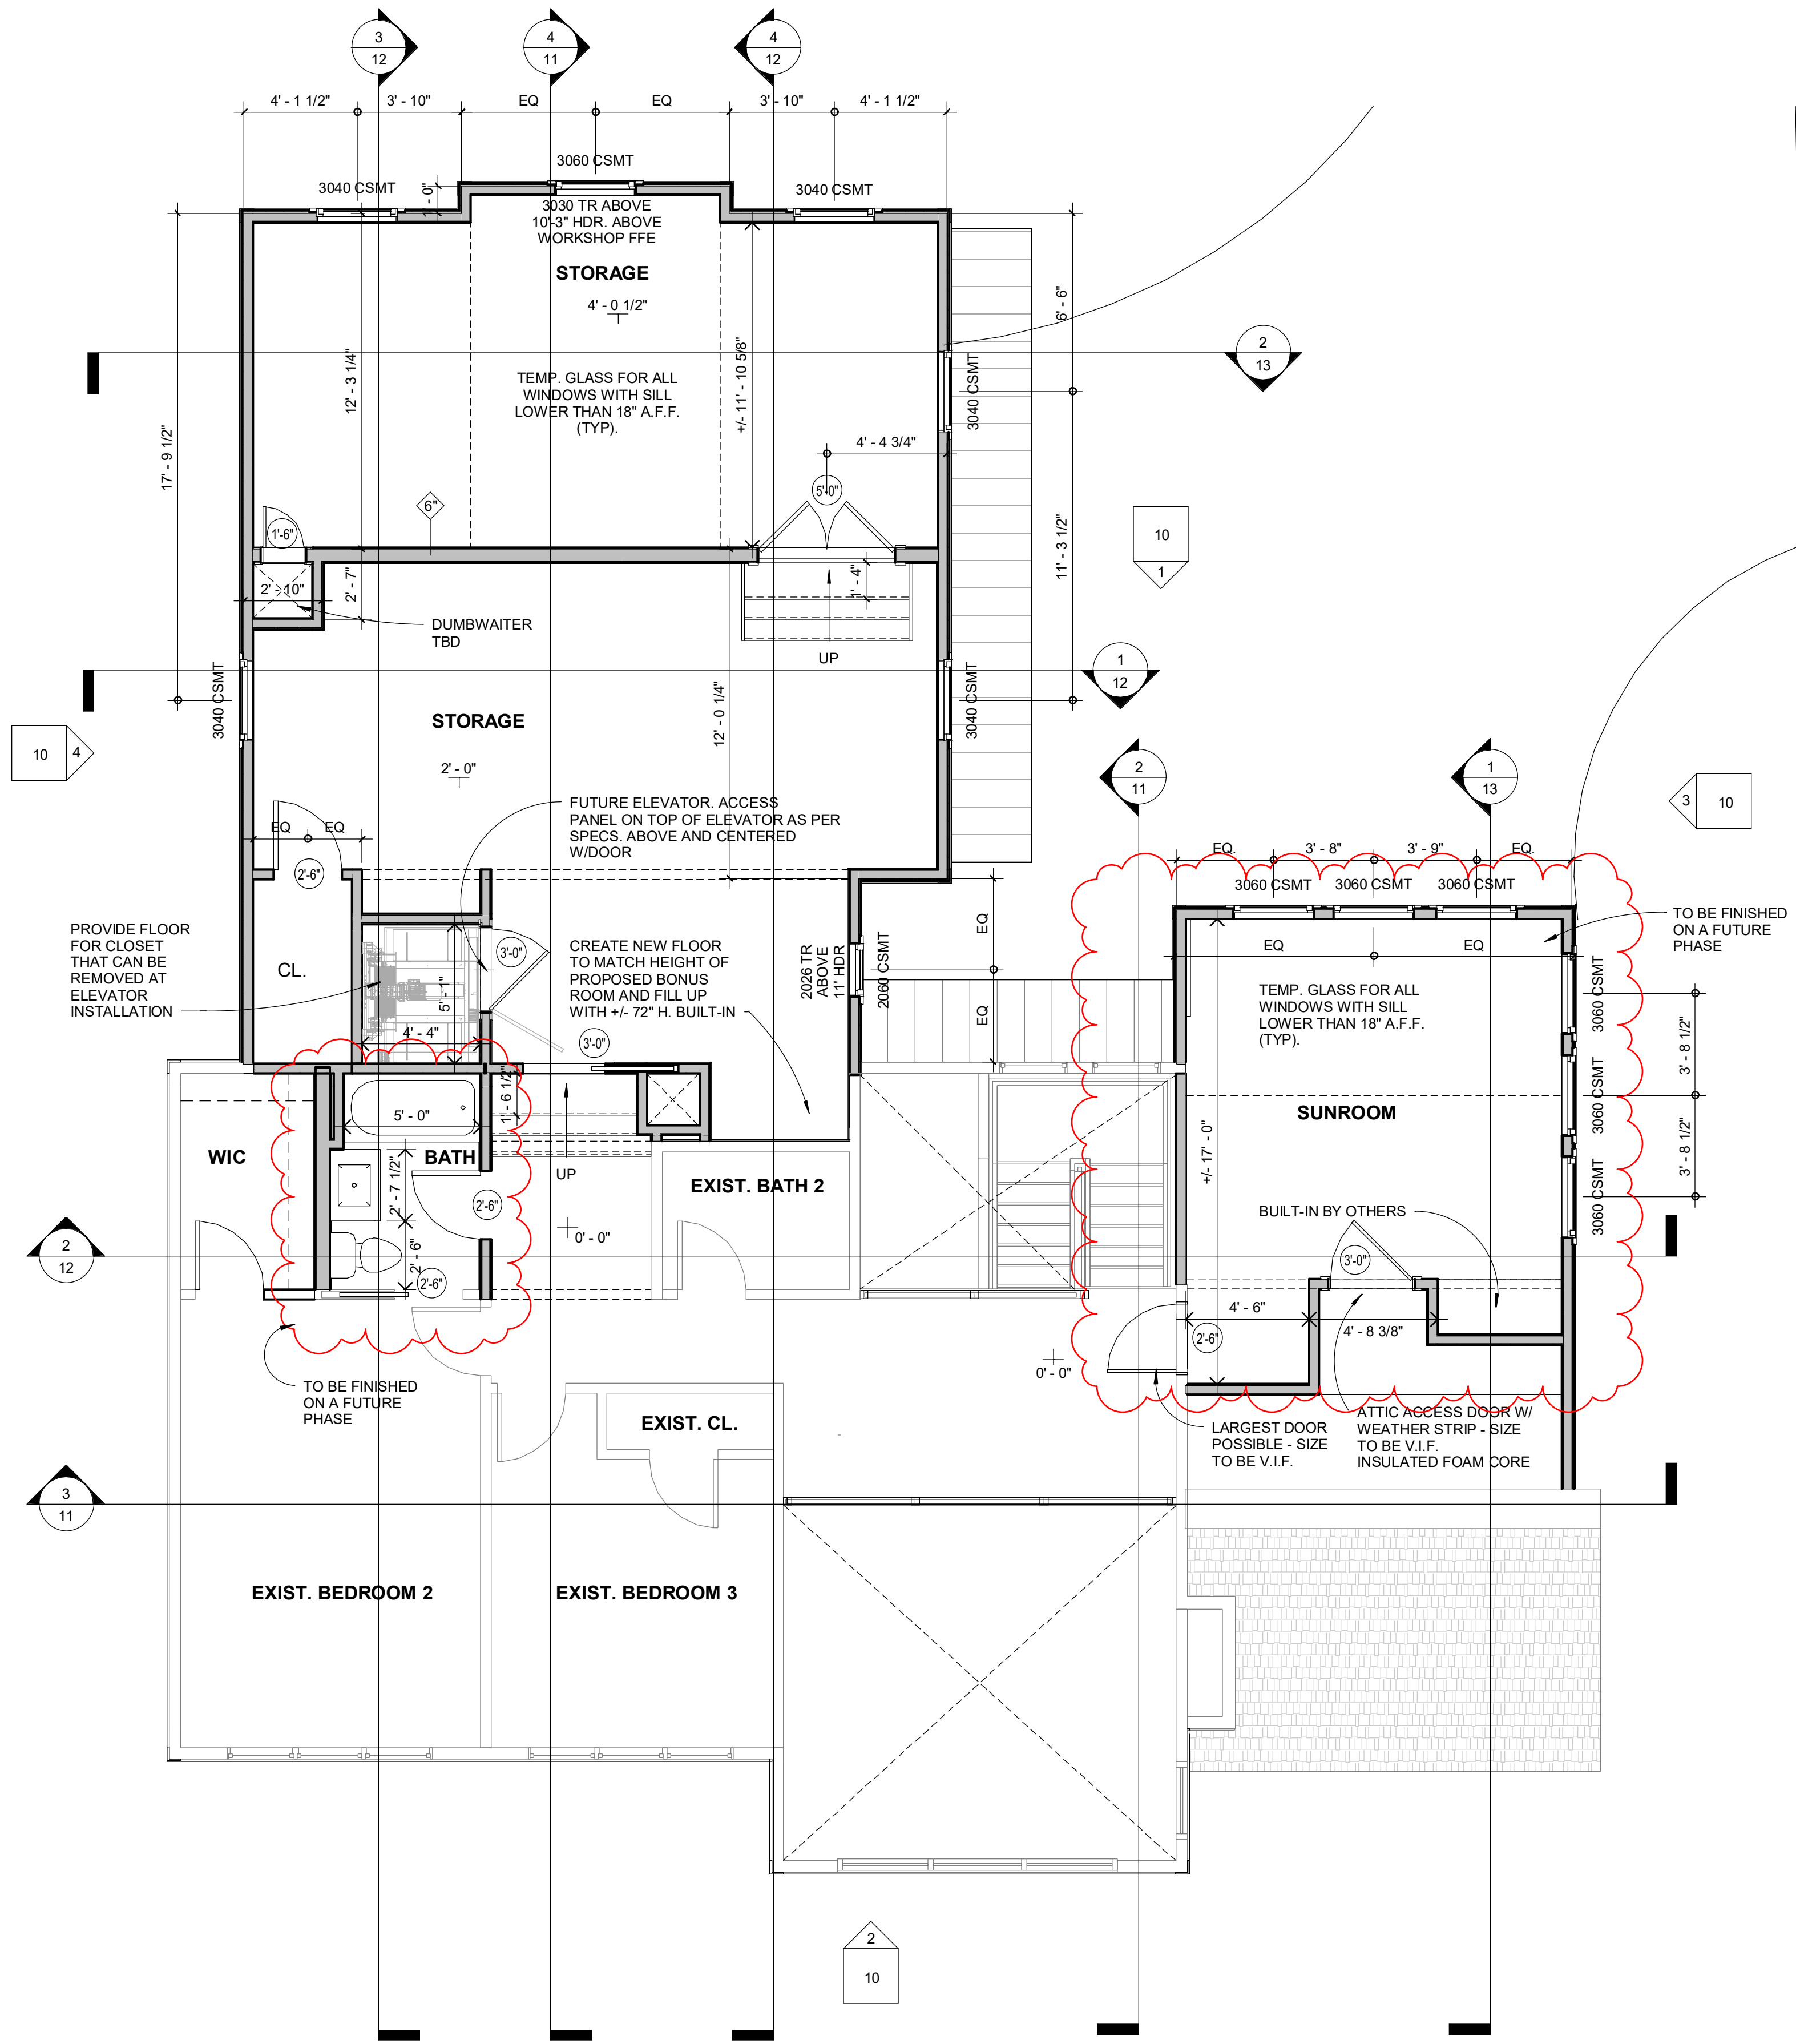 3
12
4
11
4
12
4' - 1 1/2"
3' - 10"
EQ
EQ
3' - 10"
4' - 1 1/2"
3060 CSMT
3040 CSMT
3040 CSMT
3030 TR ABOVE
10'-3" HDR. ABOVE
WORKSHOP FFE
STORAGE
4' - 0 1/2"
6' - 6"
2
13
12' - 3 1/4"
+/- 11' - 10 5/8"
TEMP. GLASS FOR ALL
WINDOWS WITH SILL
LOWER THAN 18" A.F.F.
(TYP).
3040 CSMT
17' - 9 1/2"
4' - 4 3/4"
5'-0"
6"
1'-6"
11' - 3 1/2"
10
1
2' - 10"
2' - 7"
1' - 4"
DUMBWAITER
TBD
UP
1
12
3040 CSMT
STORAGE
12' - 0 1/4"
3040 CSMT
10
4
2' - 0"
2
11
1
13
3
10
FUTURE ELEVATOR. ACCESS
PANEL ON TOP OF ELEVATOR AS PER
SPECS. ABOVE AND CENTERED
W/DOOR
EQ
EQ
2'-6"
EQ.
3' - 8"
3' - 9"
EQ.
3060 CSMT
3060 CSMT
3060 CSMT
TO BE FINISHED
ON A FUTURE
PHASE
PROVIDE FLOOR
FOR CLOSET
THAT CAN BE
REMOVED AT
ELEVATOR
INSTALLATION
CL.
3'-0"
5' - 1"
4' - 4"
CREATE NEW FLOOR
TO MATCH HEIGHT OF
PROPOSED BONUS
ROOM AND FILL UP
WITH +/- 72" H. BUILT-IN
2026 TR
ABOVE
11' HDR
2060 CSMT
EQ
EQ
EQ
EQ
TEMP. GLASS FOR ALL
WINDOWS WITH SILL
LOWER THAN 18" A.F.F.
(TYP).
3060 CSMT
3' - 8 1/2"
3'-0"
1' - 6 1/2"
5' - 0"
SUNROOM
3060 CSMT
3' - 8 1/2"
+/- 17' - 0"
WIC
BATH
UP
2' - 7 1/2"
2'-6"
EXIST. BATH 2
BUILT-IN BY OTHERS
3060 CSMT
0' - 0"
2
12
2' - 6"
2'-6"
3'-0"
4' - 6"
4' - 8 3/8"
2'-6"
0' - 0"
TO BE FINISHED
ON A FUTURE
PHASE
EXIST. CL.
LARGEST DOOR
POSSIBLE - SIZE
TO BE V.I.F.
ATTIC ACCESS DOOR W/
WEATHER STRIP - SIZE
TO BE V.I.F.
INSULATED FOAM CORE
3
11
EXIST. BEDROOM 2
EXIST. BEDROOM 3
2
10